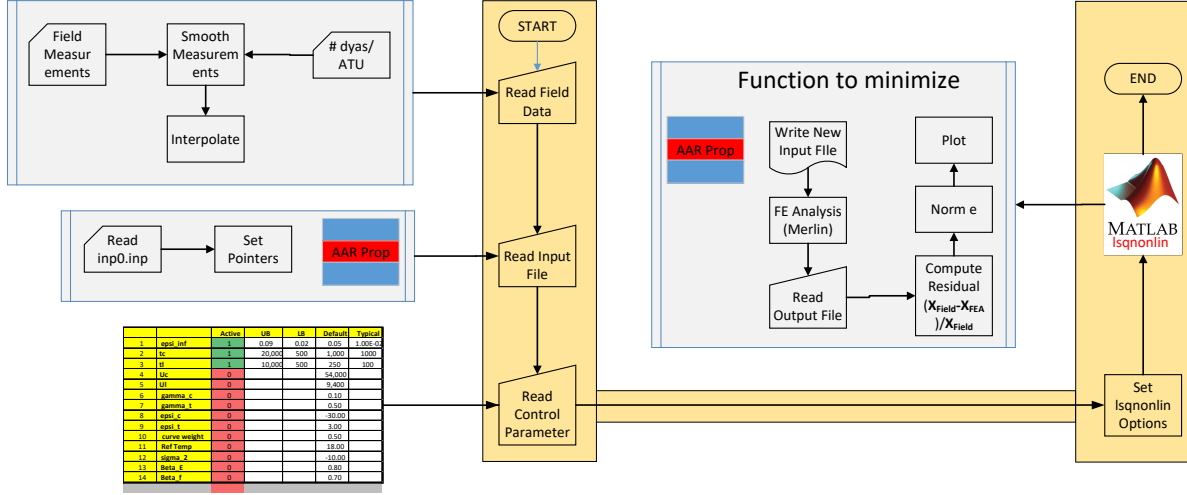 Field
Measur
ements
Smooth
Measurem
ents
# dyas/
ATU
Interpolate
START
Read Field
Data
Read
inp0.inp
Set
Pointers
AAR Prop
Read Input
File
Active UB LB Default Typical
1 epsi_inf 1 0.09 0.02 0.05 1.00E-02
2 tc 1 20,000 500 1,000 1000
3 tl 1 10,000 500 250 100
4 Uc 0 54,000
5 Ul 0 9,400
6 gamma_c 0 0.10
7 gamma_t 0 0.50
8 epsi_c 0 -30.00
9 epsi_t 0 3.00
10 curve weight 0 0.50
11 Ref Temp 0 18.00
12 sigma_2 0 -10.00
13 Beta_E 0 0.80
14 Beta_f 0 0.70
Read
Control
Parameter
Function to minimize
AAR Prop
Write New
Input FIle
FE Analysis
(Merlin)
Read
Output File
Compute
Residual
(XField-XFEA
)/XField
Norm e
Plot
END
MATLAB
lsqnonlin
Set
lsqnonlin
Options